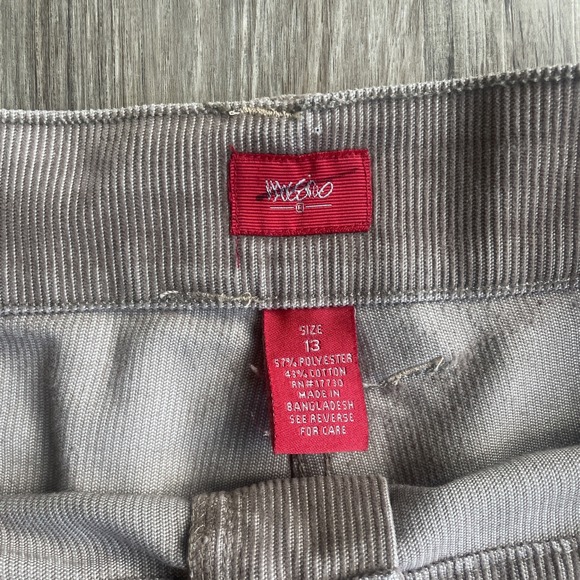 Mossimo
SIZE
13
57% POLYESTER
43% COTTON
RN#17730
MADE IN
BANGLADESH
SEE REVERSE
FOR CARE